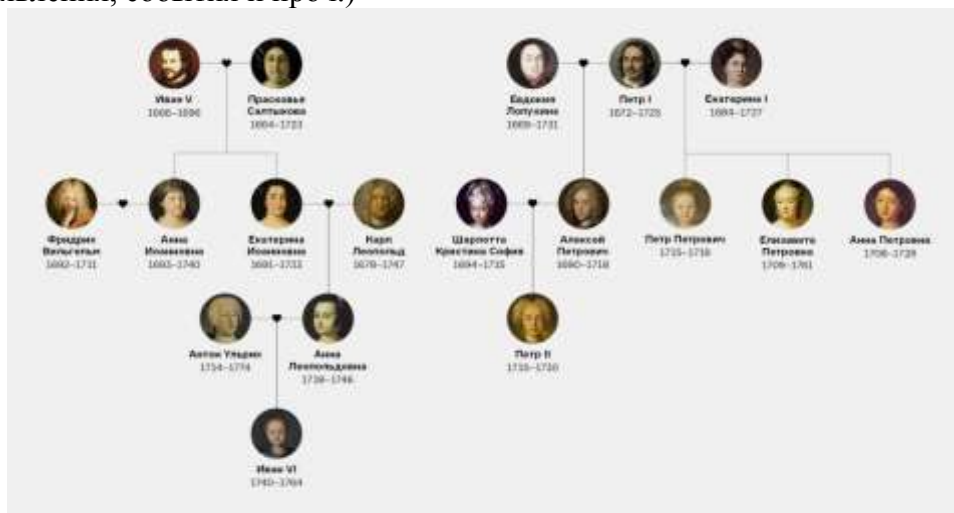 явления, события и
Иван V
1666–1696
Прасковья
Салтыкова
1664–1723
Евдокия
Лопухина
1669–1731
Петр I
1672–1725
Екатерина I
1684–1727
Фридрих
Вильгельм
1692–1711
Анна
Иоанновна
1693–1740
Екатерина
Иоанновна
1691–1733
Карл
Леопольд
1678–1747
Шарлотта
Кристина София
1694–1715
Алексей
Петрович
1690–1718
Петр Петрович
Елизавета
Петровна
1709–1761
Анна Петровна
1708–1728
Антон Ульрих
1714–1774
Анна
Леопольдовна
1718–1746
Петр II
1715–1730
Иван VI
1740–1764